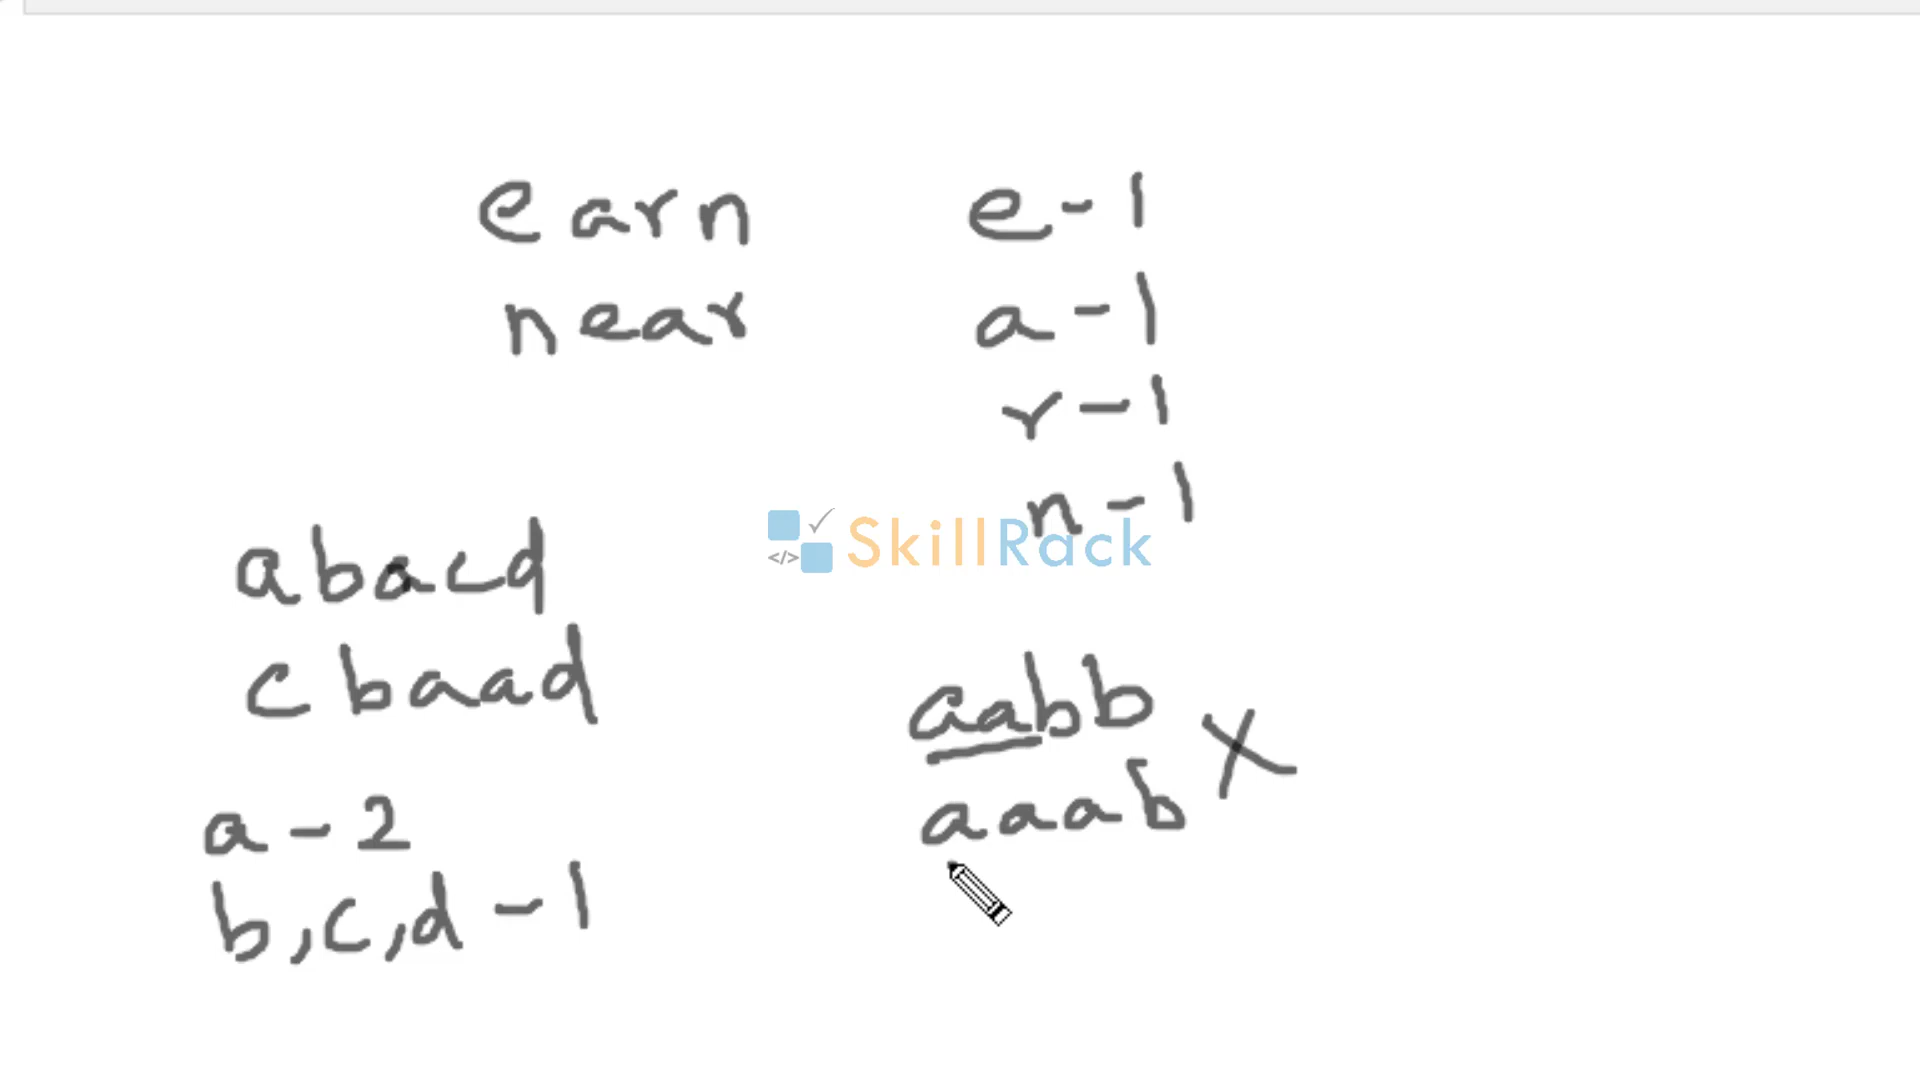 earn
near
e-1
a-1
r-1
n-1
</> SkillRack
abacd
cbaad
a-2
b,c,d-1
aabb
aaab
X